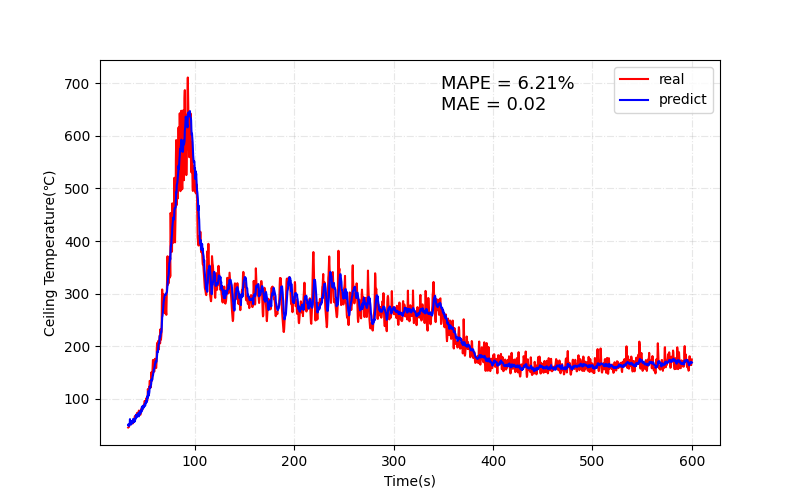 MAPE = 6.21%
MAE = 0.02
real
predict
700
600
500
400
300
200
100
Ceiling Temperature(℃)
100 200 300 400 500 600
Time(s)